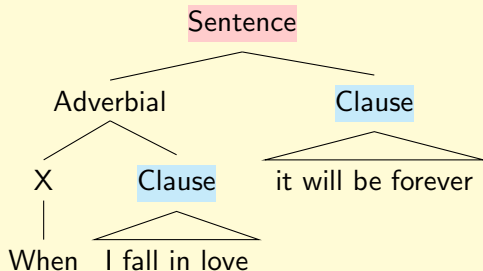 Sentence
Adverbial Clause
X Clause it will be forever
When I fall in love